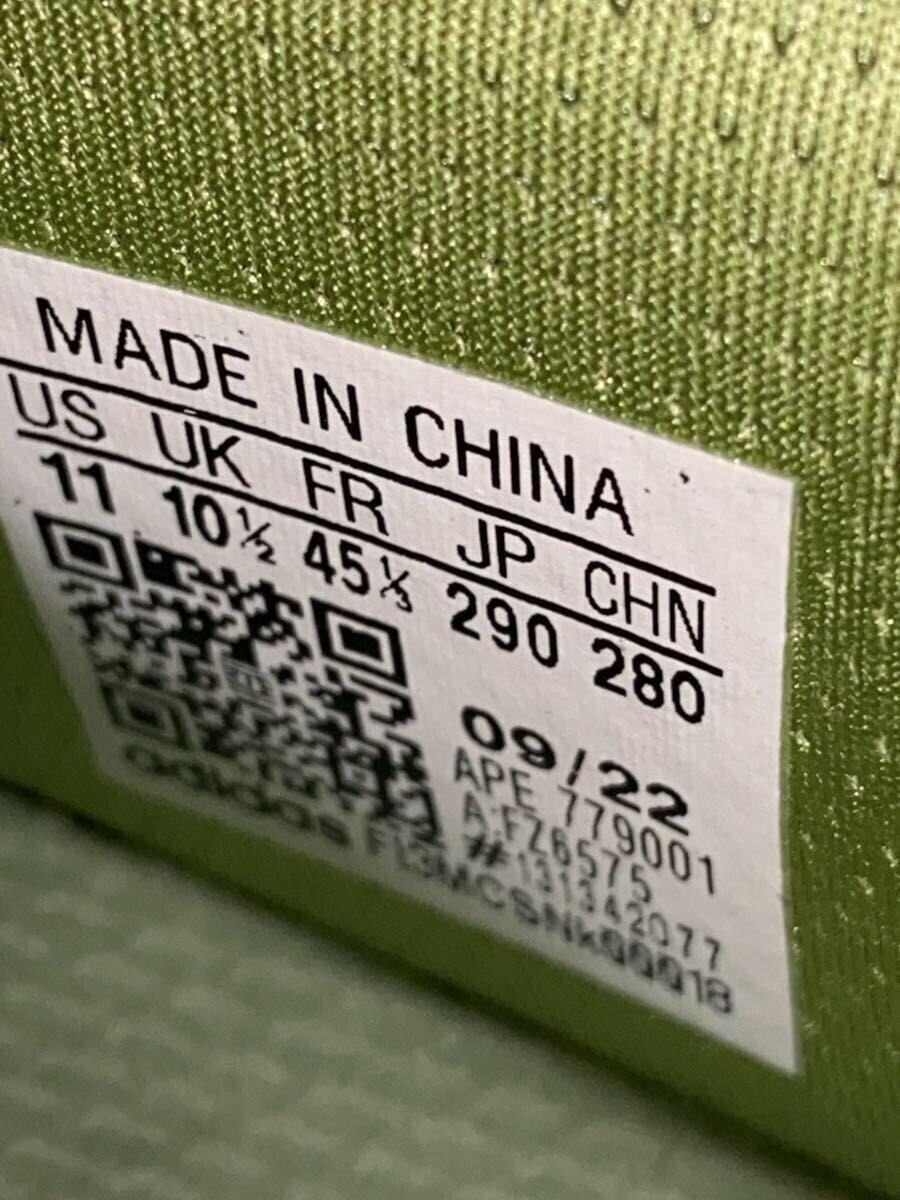 MADE IN CHINA
US UK FR JP CHN
11 10½ 45⅓ 290 280
09/22
APE 779001
A:FZ6575
#131342077
adidas